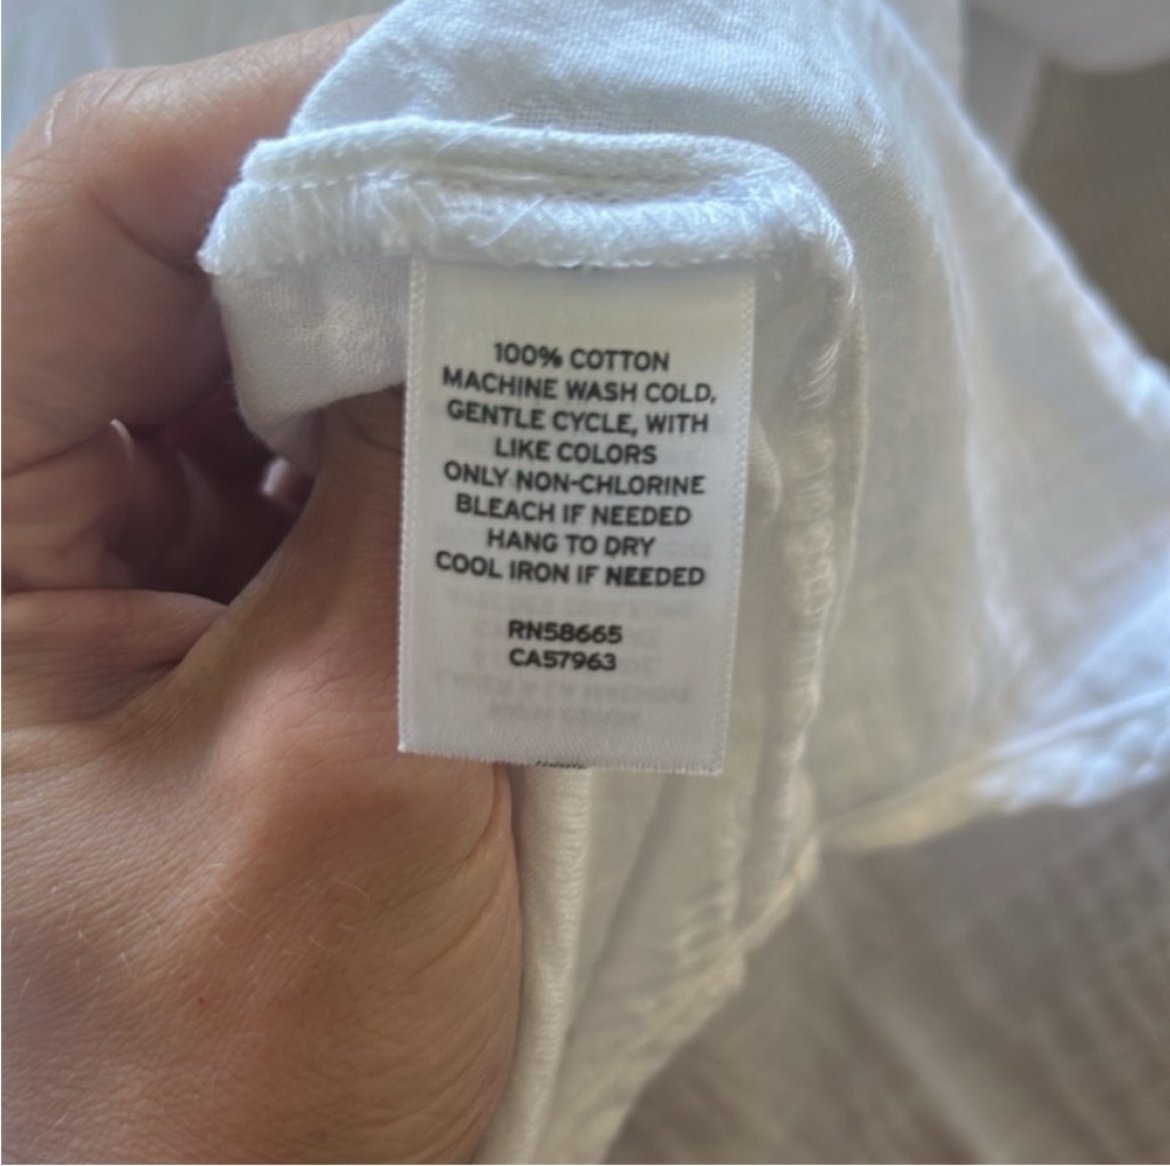 100% COTTON
MACHINE WASH COLD,
GENTLE CYCLE, WITH
LIKE COLORS
ONLY NON-CHLORINE
BLEACH IF NEEDED
HANG TO DRY
COOL IRON IF NEEDED
RN58665
CA57963